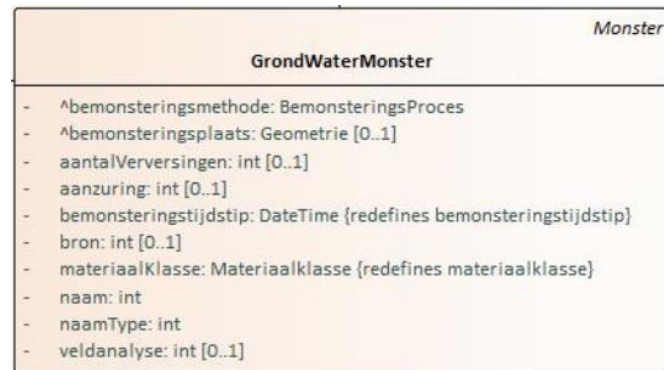 Monster
GrondWaterMonster
- ^bemonsteringsmethode: BemonsteringsProces
- ^bemonsteringsplaats: Geometrie [0..1]
- aantalVerversingen: int [0..1]
- aanzuring: int [0..1]
- bemonsteringstijdstip: DateTime {redefines bemonsteringstijdstip}
- bron: int [0..1]
- materiaalKlasse: Materiaalklasse {redefines materiaalklasse}
- naam: int
- naamType: int
- veldanalyse: int [0..1]